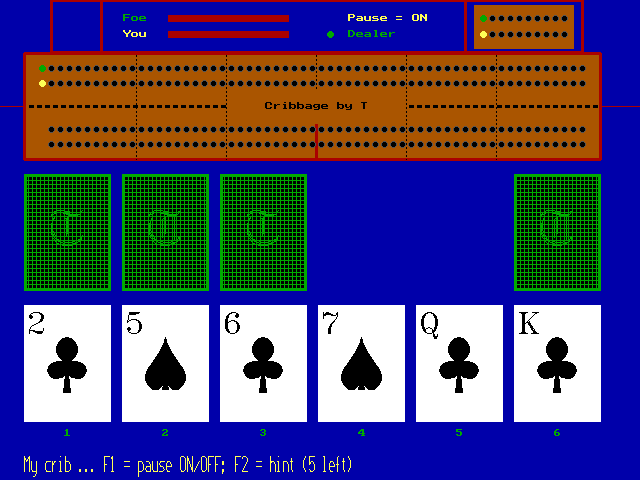 Foe Pause = ON
You Dealer
Cribbage by T
T T T T
2 5 6 7 Q K
1 2 3 4 5 6
My crib ... F1 = pause ON/OFF; F2 = hint (5 left)